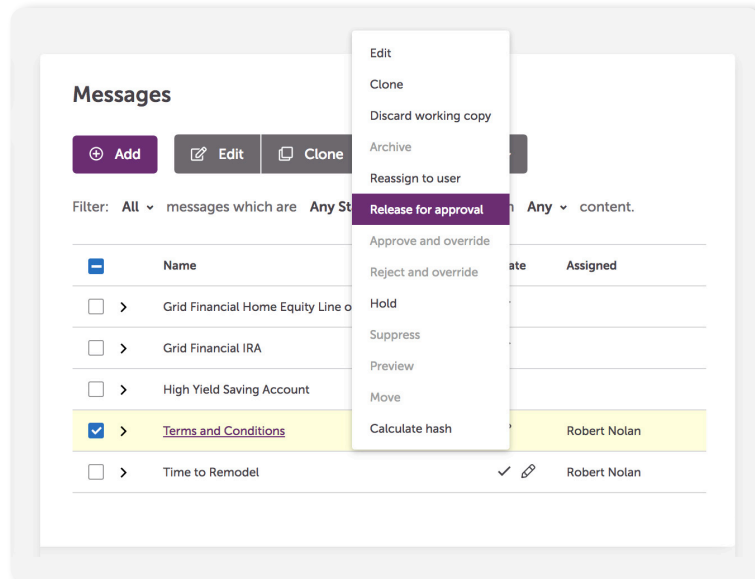 Messages
Add
Edit
Clone
Filter: All messages which are Any St
Any content.
Name
ate
Assigned
Grid Financial Home Equity Line o
Grid Financial IRA
High Yield Saving Account
Terms and Conditions
Robert Nolan
Time to Remodel
Robert Nolan
Edit
Clone
Discard working copy
Archive
Reassign to user
Release for approval
Approve and override
Reject and override
Hold
Suppress
Preview
Move
Calculate hash